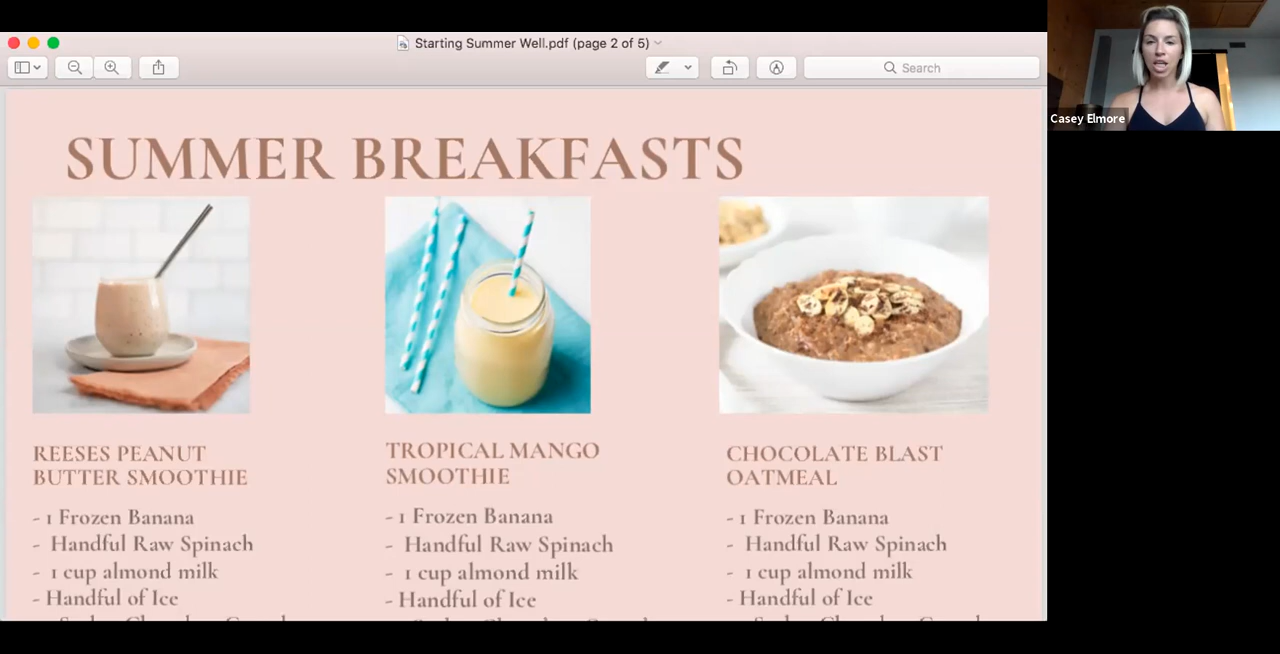 Starting Summer Well.pdf (page 2 of 5)
Search
Casey Elmore
SUMMER BREAKFASTS
REESES PEANUT
BUTTER SMOOTHIE
- 1 Frozen Banana
- Handful Raw Spinach
- 1 cup almond milk
- Handful of Ice
TROPICAL MANGO
SMOOTHIE
- 1 Frozen Banana
- Handful Raw Spinach
- 1 cup almond milk
- Handful of Ice
CHOCOLATE BLAST
OATMEAL
- 1 Frozen Banana
- Handful Raw Spinach
- 1 cup almond milk
- Handful of Ice